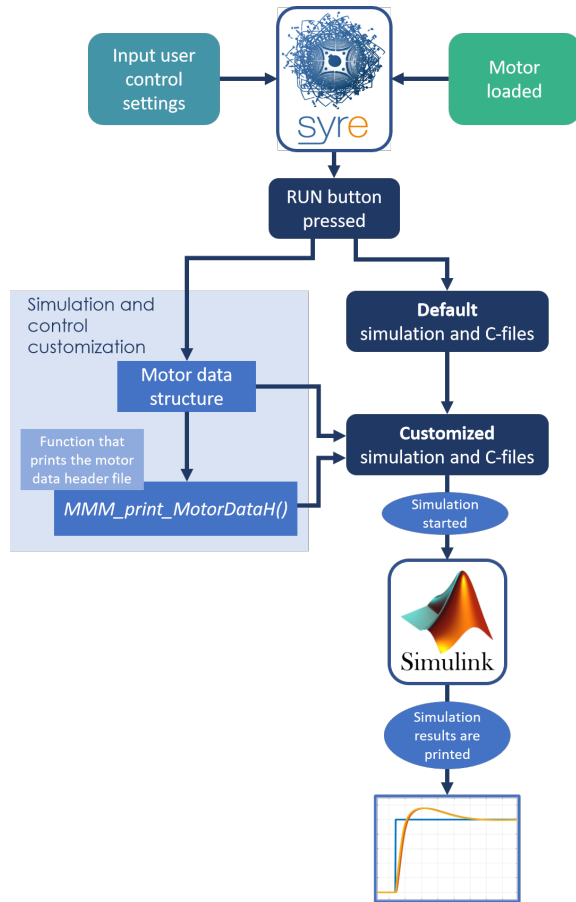 Input user
control
settings
syre
Motor
loaded
RUN button
pressed
Simulation and
control
customization
Default
simulation and C-files
Motor data
structure
Function that
prints the motor
data header file
Customized
simulation and C-files
MMM_print_MotorDataH()
Simulation
started
Simulink
Simulation
results are
printed